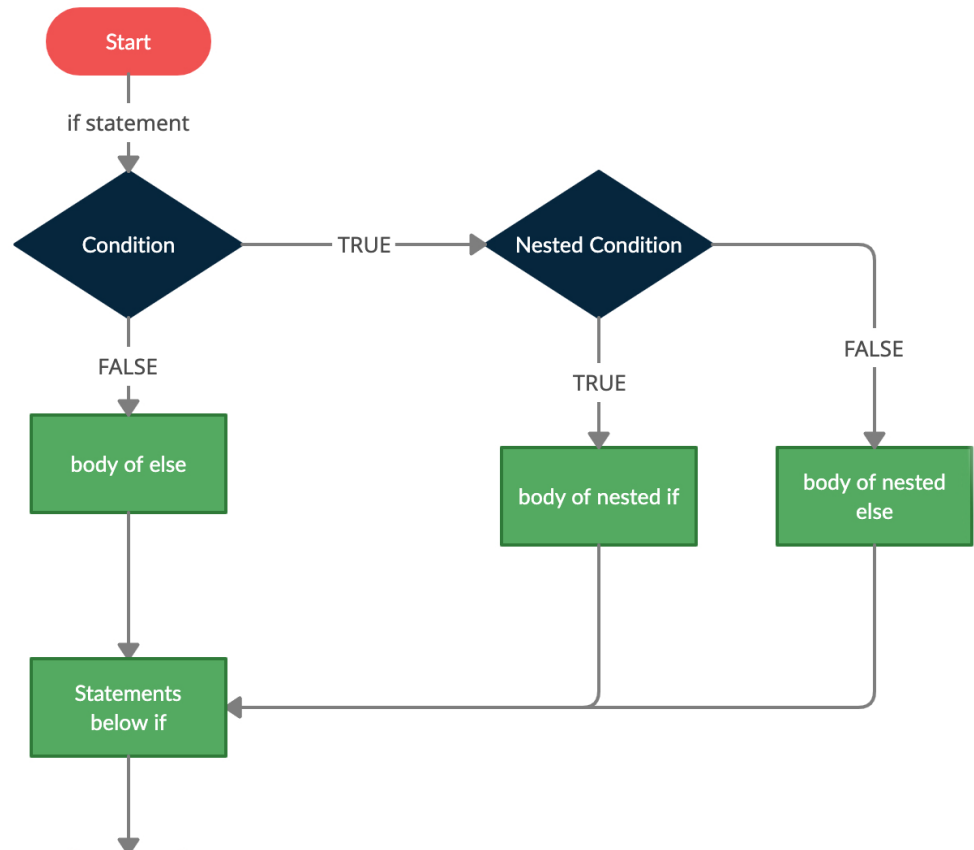 Start
if statement
Condition
TRUE
Nested Condition
FALSE
FALSE
TRUE
body of else
body of nested if
body of nested
else
Statements
below if